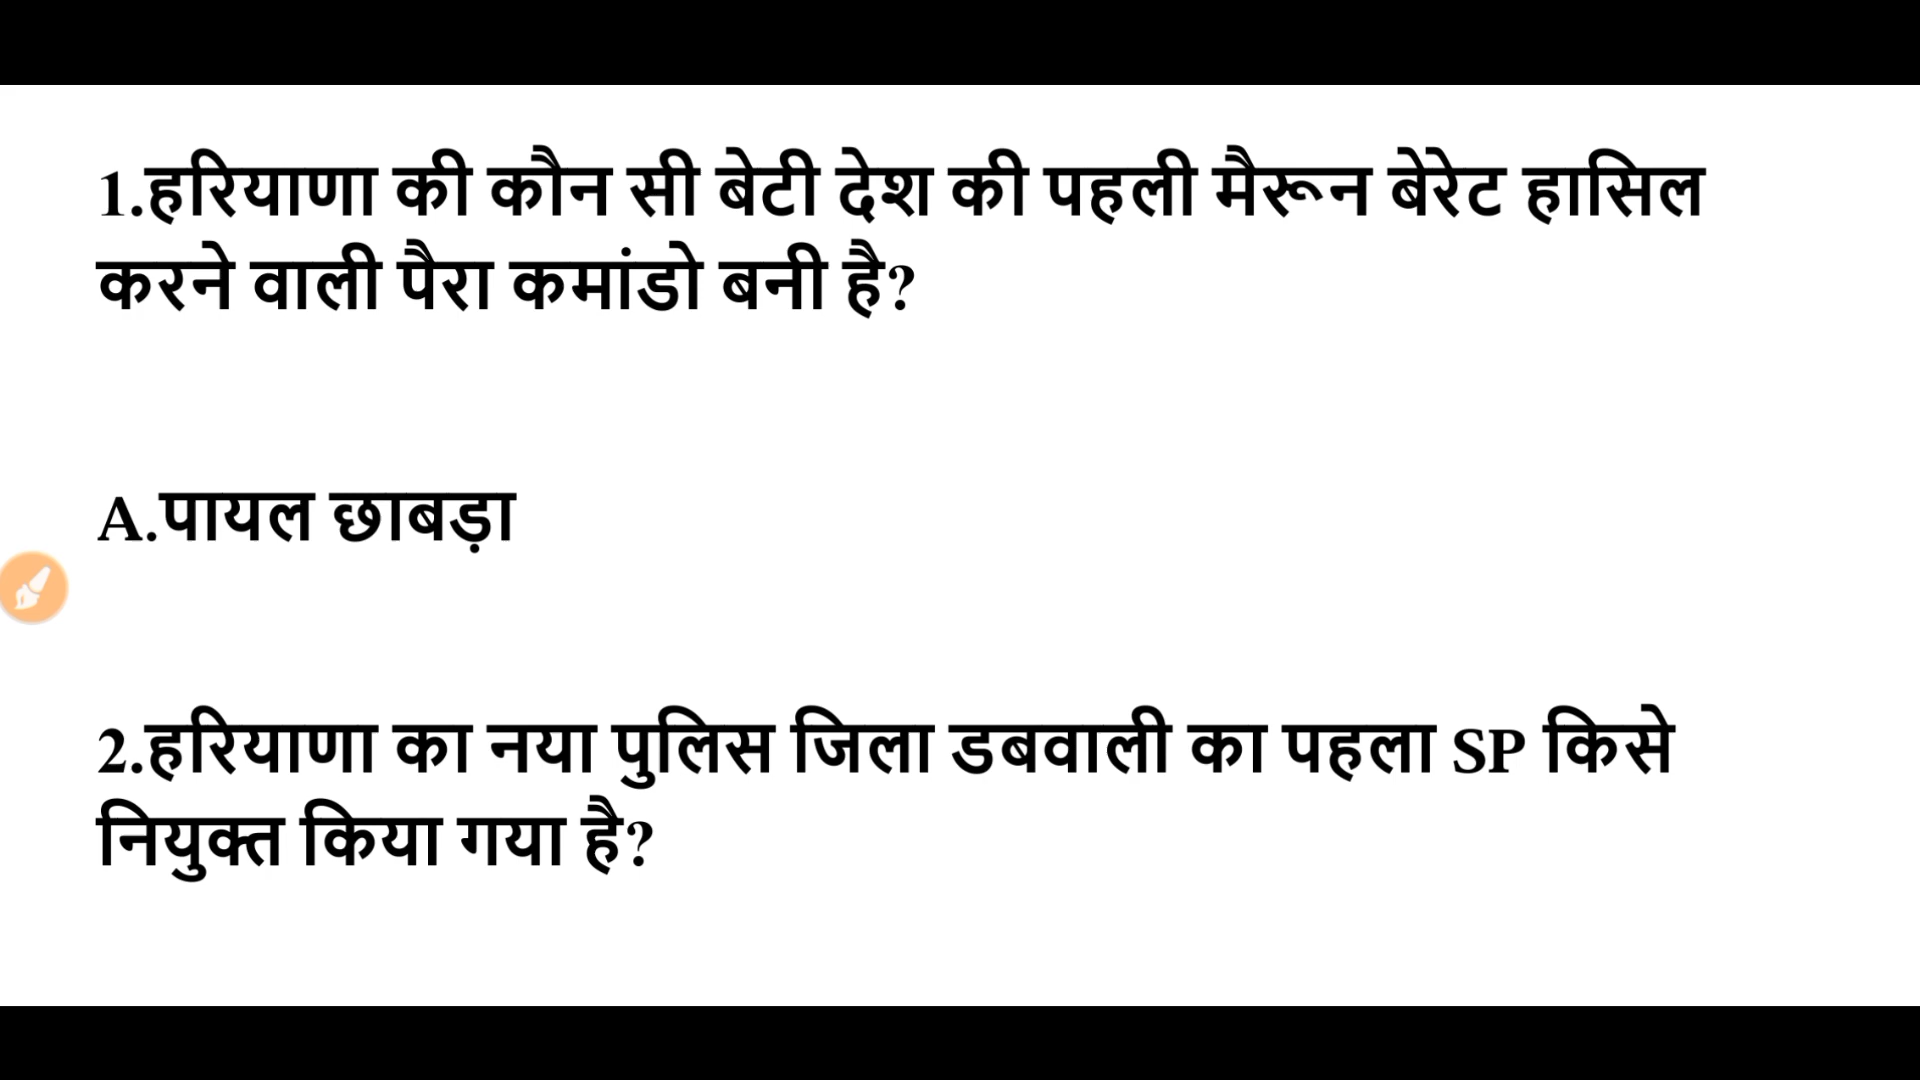 1.हरियाणा की कौन सी बेटी देश की पहली मैरून बेरेट हासिल
करने वाली पैरा कमांडो बनी है?
A.पायल छाबड़ा
2.हरियाणा का नया पुलिस जिला डबवाली का पहला SP किसे
नियुक्त किया गया है?